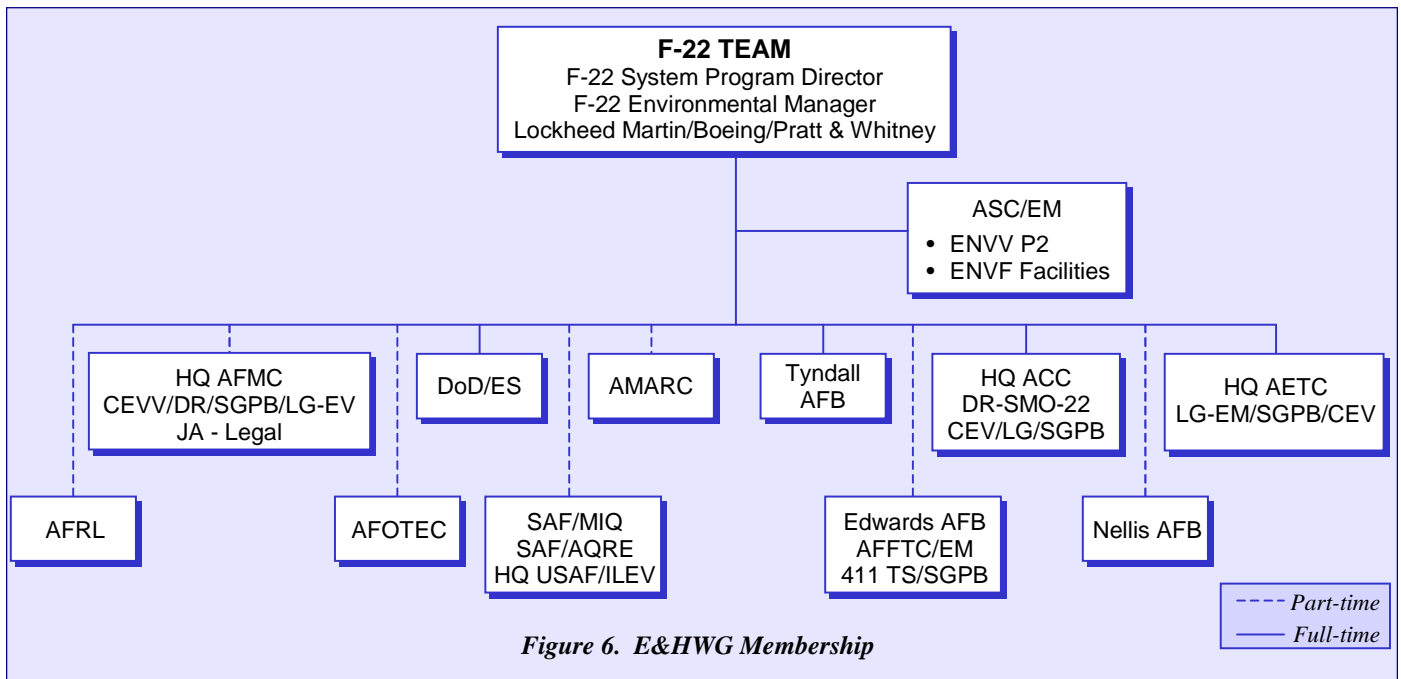 F-22 TEAM
F-22 System Program Director
F-22 Environmental Manager
Lockheed Martin/Boeing/Pratt & Whitney
ASC/EM
• ENVV P2
• ENVF Facilities
HQ AFMC
CEVV/DR/SGPB/LG-EV
JA - Legal
DoD/ES
AMARC
Tyndall
AFB
HQ ACC
DR-SMO-22
CEV/LG/SGPB
HQ AETC
LG-EM/SGPB/CEV
AFRL
AFOTEC
SAF/MIQ
SAF/AQRE
HQ USAF/ILEV
Edwards AFB
AFFTC/EM
411 TS/SGPB
Nellis AFB
Part-time
Full-time
Figure 6. E&HWG Membership